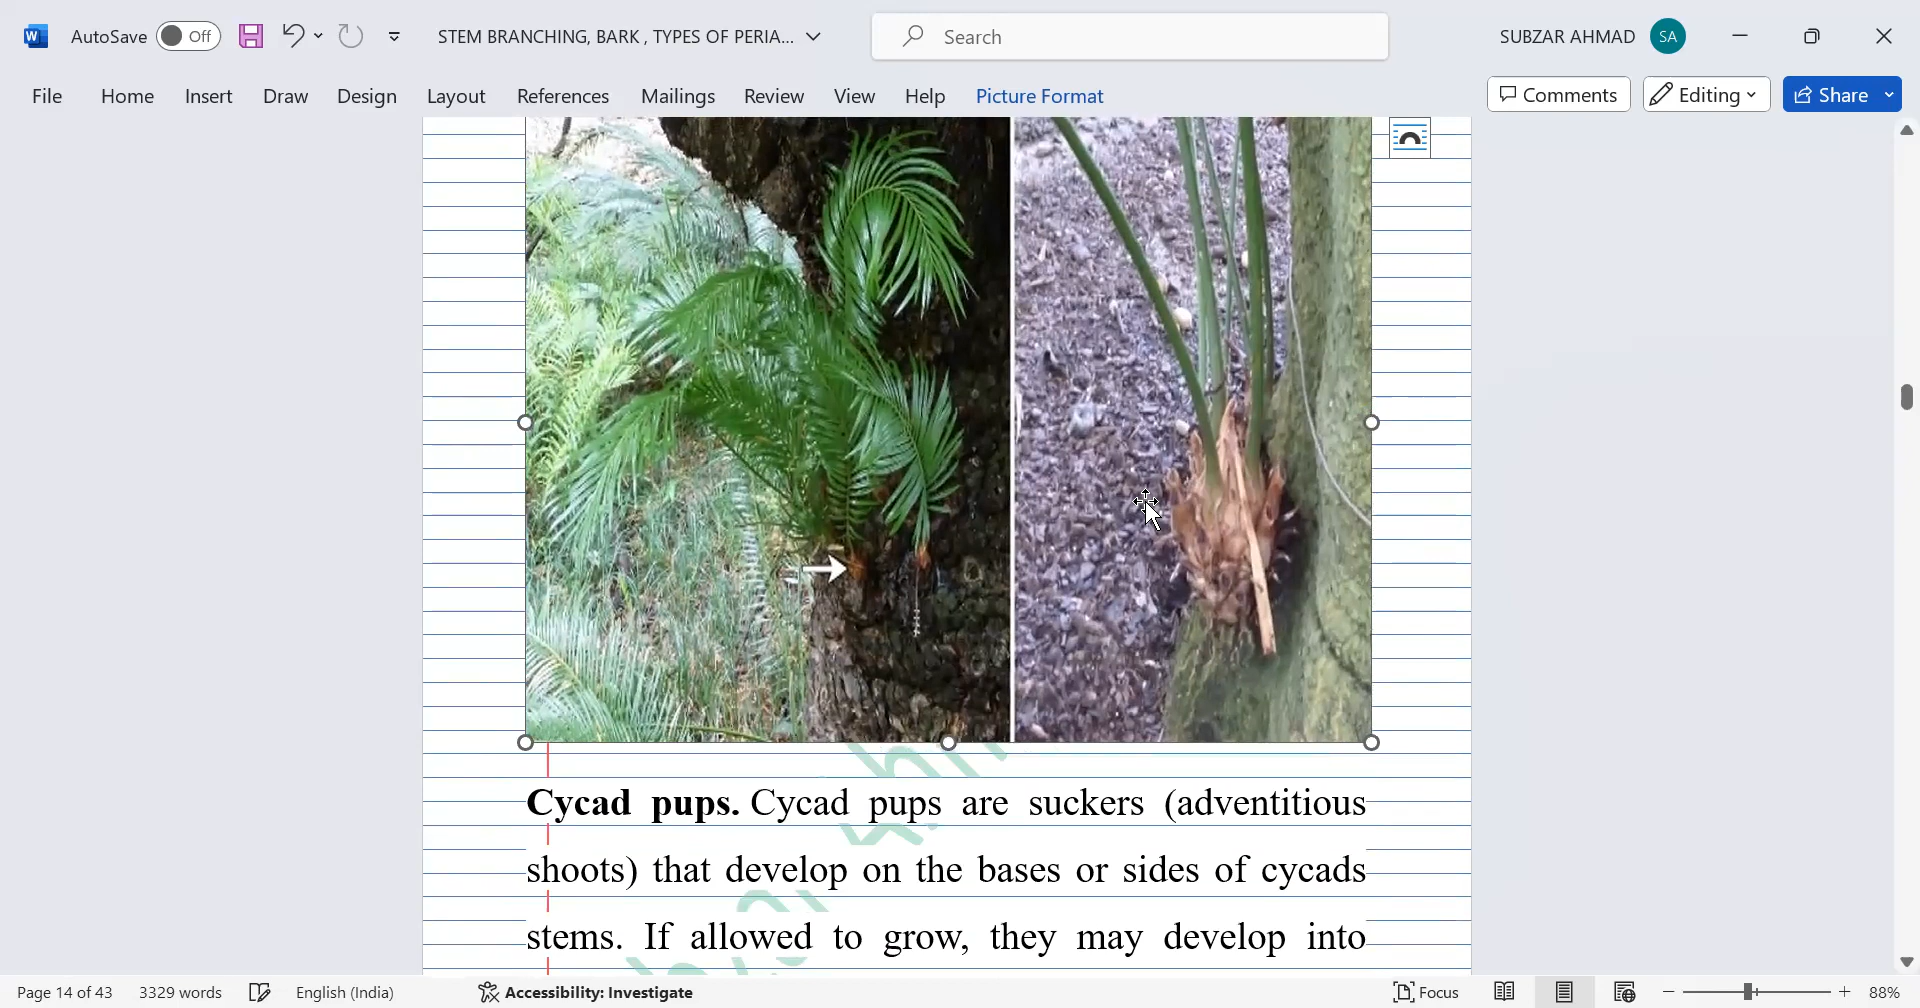 AutoSave Off STEM BRANCHING, BARK , TYPES OF PERIA... Search SUBZAR AHMAD SA
File Home Insert Draw Design Layout References Mailings Review View Help Picture Format Comments Editing Share
Cycad pups. Cycad pups are suckers (adventitious
shoots) that develop on the bases or sides of cycads
stems. If allowed to grow, they may develop into
Page 14 of 43 3329 words English (India) Accessibility: Investigate Focus 88%